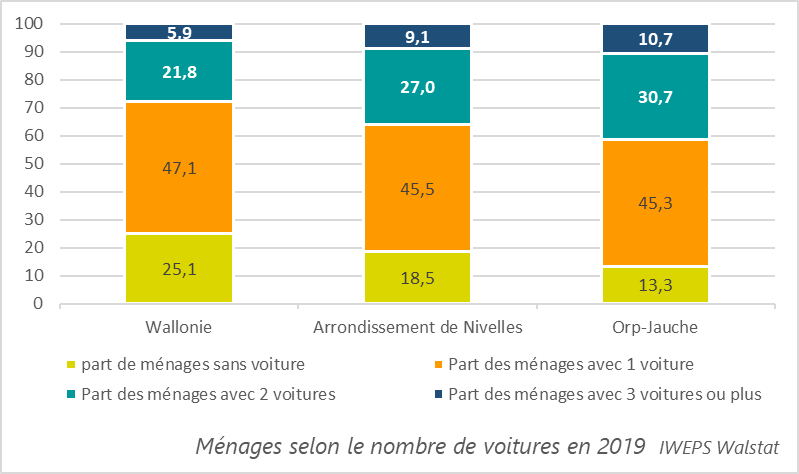 100
90
80
70
60
50
40
30
20
10
0
5,9 9,1 10,7
21,8 27,0 30,7
47,1 45,5 45,3
25,1 18,5 13,3
Wallonie Arrondissement de Nivelles Orp-Jauche
part de ménages sans voiture Part des ménages avec 1 voiture
Part des ménages avec 2 voitures Part des ménages avec 3 voitures ou plus
Ménages selon le nombre de voitures en 2019 IWEPS Walstat